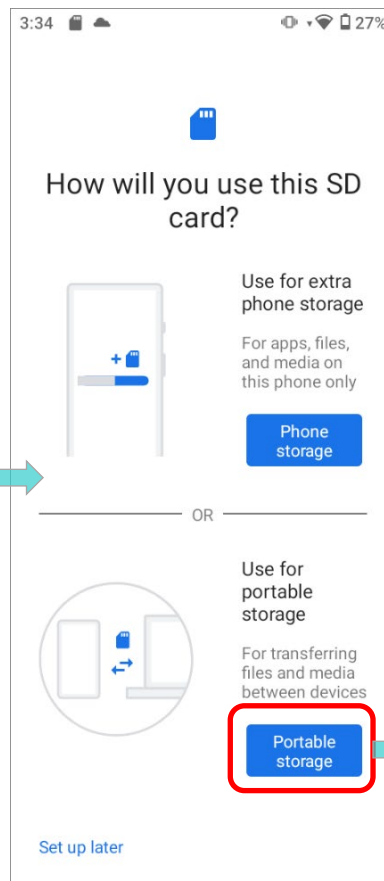 3:34 27%
How will you use this SD
card?
Use for extra
phone storage
For apps, files,
and media on
this phone only
Phone
storage
OR
Use for
portable
storage
For transferring
files and media
between devices
Portable
storage
Set up later